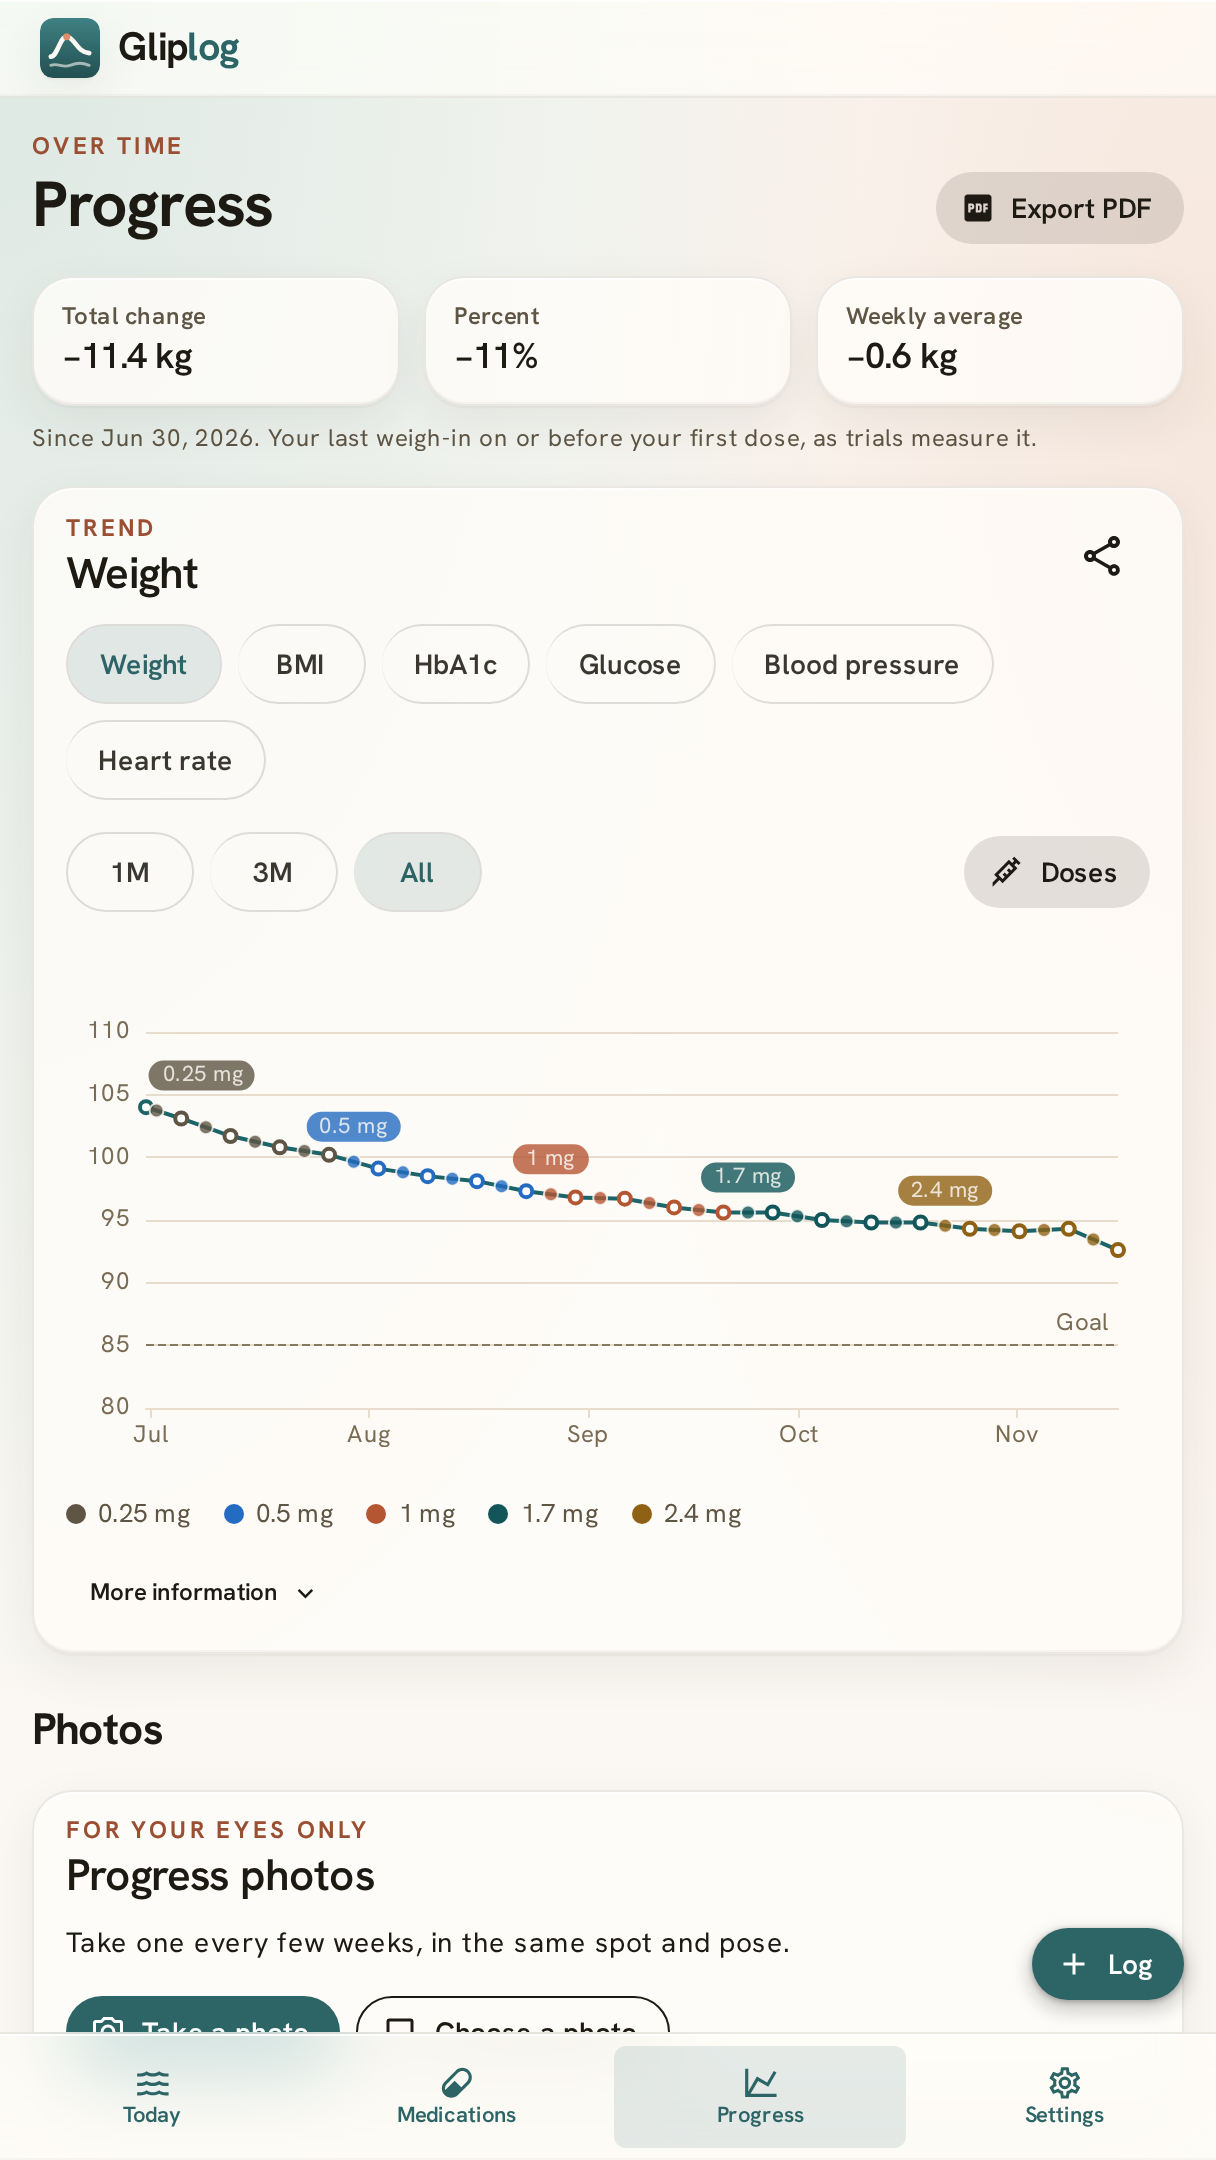 Gliplog
OVER TIME
Progress
PDF Export PDF
Total change
−11.4 kg
Percent
−11%
Weekly average
−0.6 kg
Since Jun 30, 2026. Your last weigh-in on or before your first dose, as trials measure it.
TREND
Weight
Weight BMI HbA1c Glucose Blood pressure
Heart rate
1M 3M All Doses
110
0.25 mg
105
0.5 mg
100
1 mg
1.7 mg
2.4 mg
95
90
Goal
85
80
Jul Aug Sep Oct Nov
0.25 mg 0.5 mg 1 mg 1.7 mg 2.4 mg
More information
Photos
FOR YOUR EYES ONLY
Progress photos
Take one every few weeks, in the same spot and pose.
Log
Take a photo Choose a photo
Today Medications Progress Settings